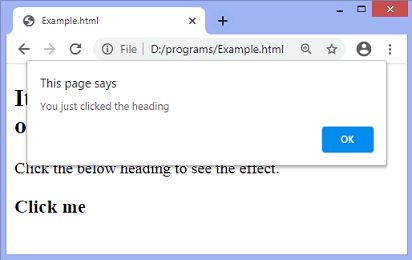 Example.html
File
D:/programs/Example.html
This page says
You just clicked the heading
OK
Click the below heading to see the effect.
Click me